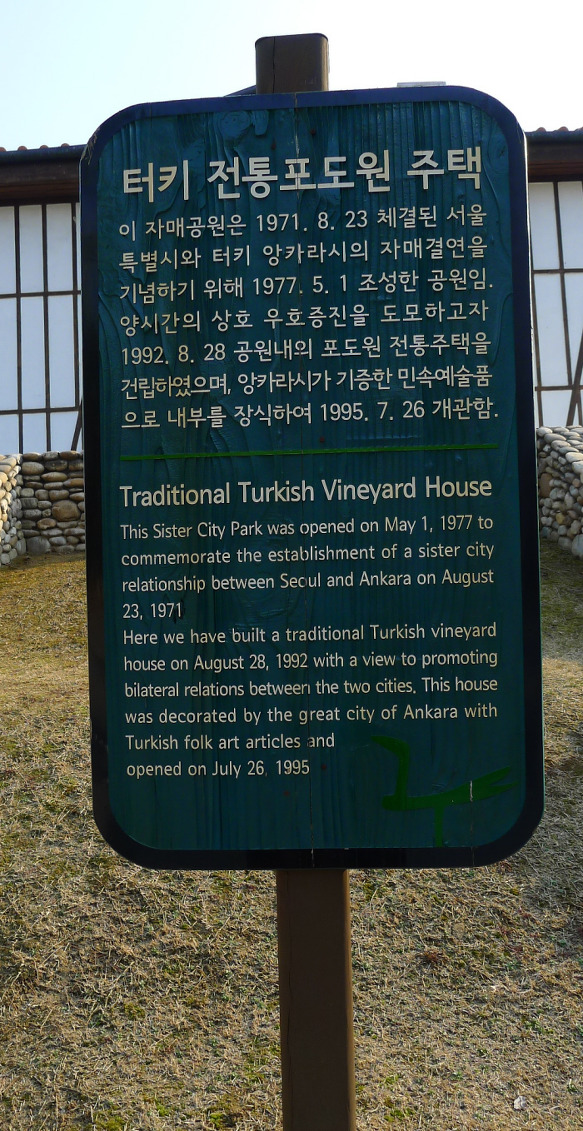 터키 전통포도원 주택
이 자매공원은 1971. 8. 23 체결된 서울
특별시와 터키 앙카라시의 자매결연을
기념하기 위해 1977. 5. 1 조성한 공원임.
양시간의 상호 우호증진을 도모하고자
1992. 8. 28 공원내의 포도원 전통주택을
건립하였으며, 앙카라시가 기증한 민속예술품
으로 내부를 장식하여 1995. 7. 26 개관함.
Traditional Turkish Vineyard House
This Sister City Park was opened on May 1, 1977 to
commemorate the establishment of a sister city
relationship between Seoul and Ankara on August
23, 1971
Here we have built a traditional Turkish vineyard
house on August 28, 1992 with a view to promoting
bilateral relations between the two cities. This house
was decorated by the great city of Ankara with
Turkish folk art articles and
opened on July 26, 1995